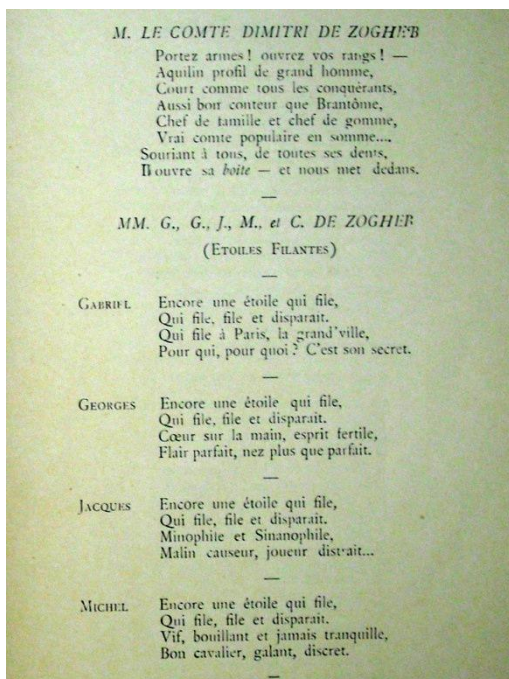 M. LE COMTE DIMITRI DE ZOGHEB
Portez armes ! ouvrez vos rangs ! —
Aquilin profil de grand homme,
Court comme tous les conquérants,
Aussi bon conteur que Brantôme,
Chef de famille et chef de gomme,
Vrai comte populaire en somme....
Souriant à tous, de toutes ses dents,
Il ouvre sa boite — et nous met dedans.
—
MM. G., G., J., M., et C. DE ZOGHEB
(ETOILES FILANTES)
—
GABRIEL Encore une étoile qui file,
Qui file, file et disparait.
Qui file à Paris, la grand'ville,
Pour qui, pour quoi ? C'est son secret.
—
GEORGES Encore une étoile qui file,
Qui file, file et disparait.
Cœur sur la main, esprit fertile,
Flair parfait, nez plus que parfait.
—
JACQUES Encore une étoile qui file,
Qui file, file et disparait.
Minophile et Sinanophile,
Malin causeur, joueur distrait...
—
MICHEL Encore une étoile qui file,
Qui file, file et disparait.
Vif, bouillant et jamais tranquille,
Bon cavalier, galant, discret.
—